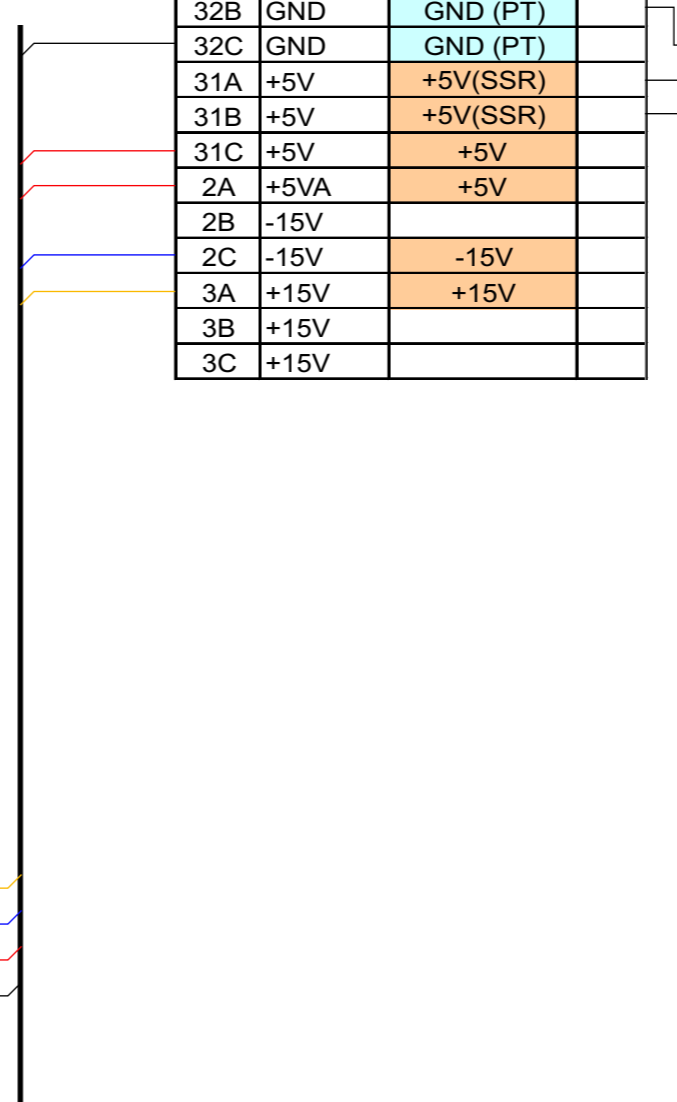 32B GND GND (PT)
32C GND GND (PT)
31A +5V +5V(SSR)
31B +5V +5V(SSR)
31C +5V +5V
2A +5VA +5V
2B -15V
2C -15V -15V
3A +15V +15V
3B +15V
3C +15V